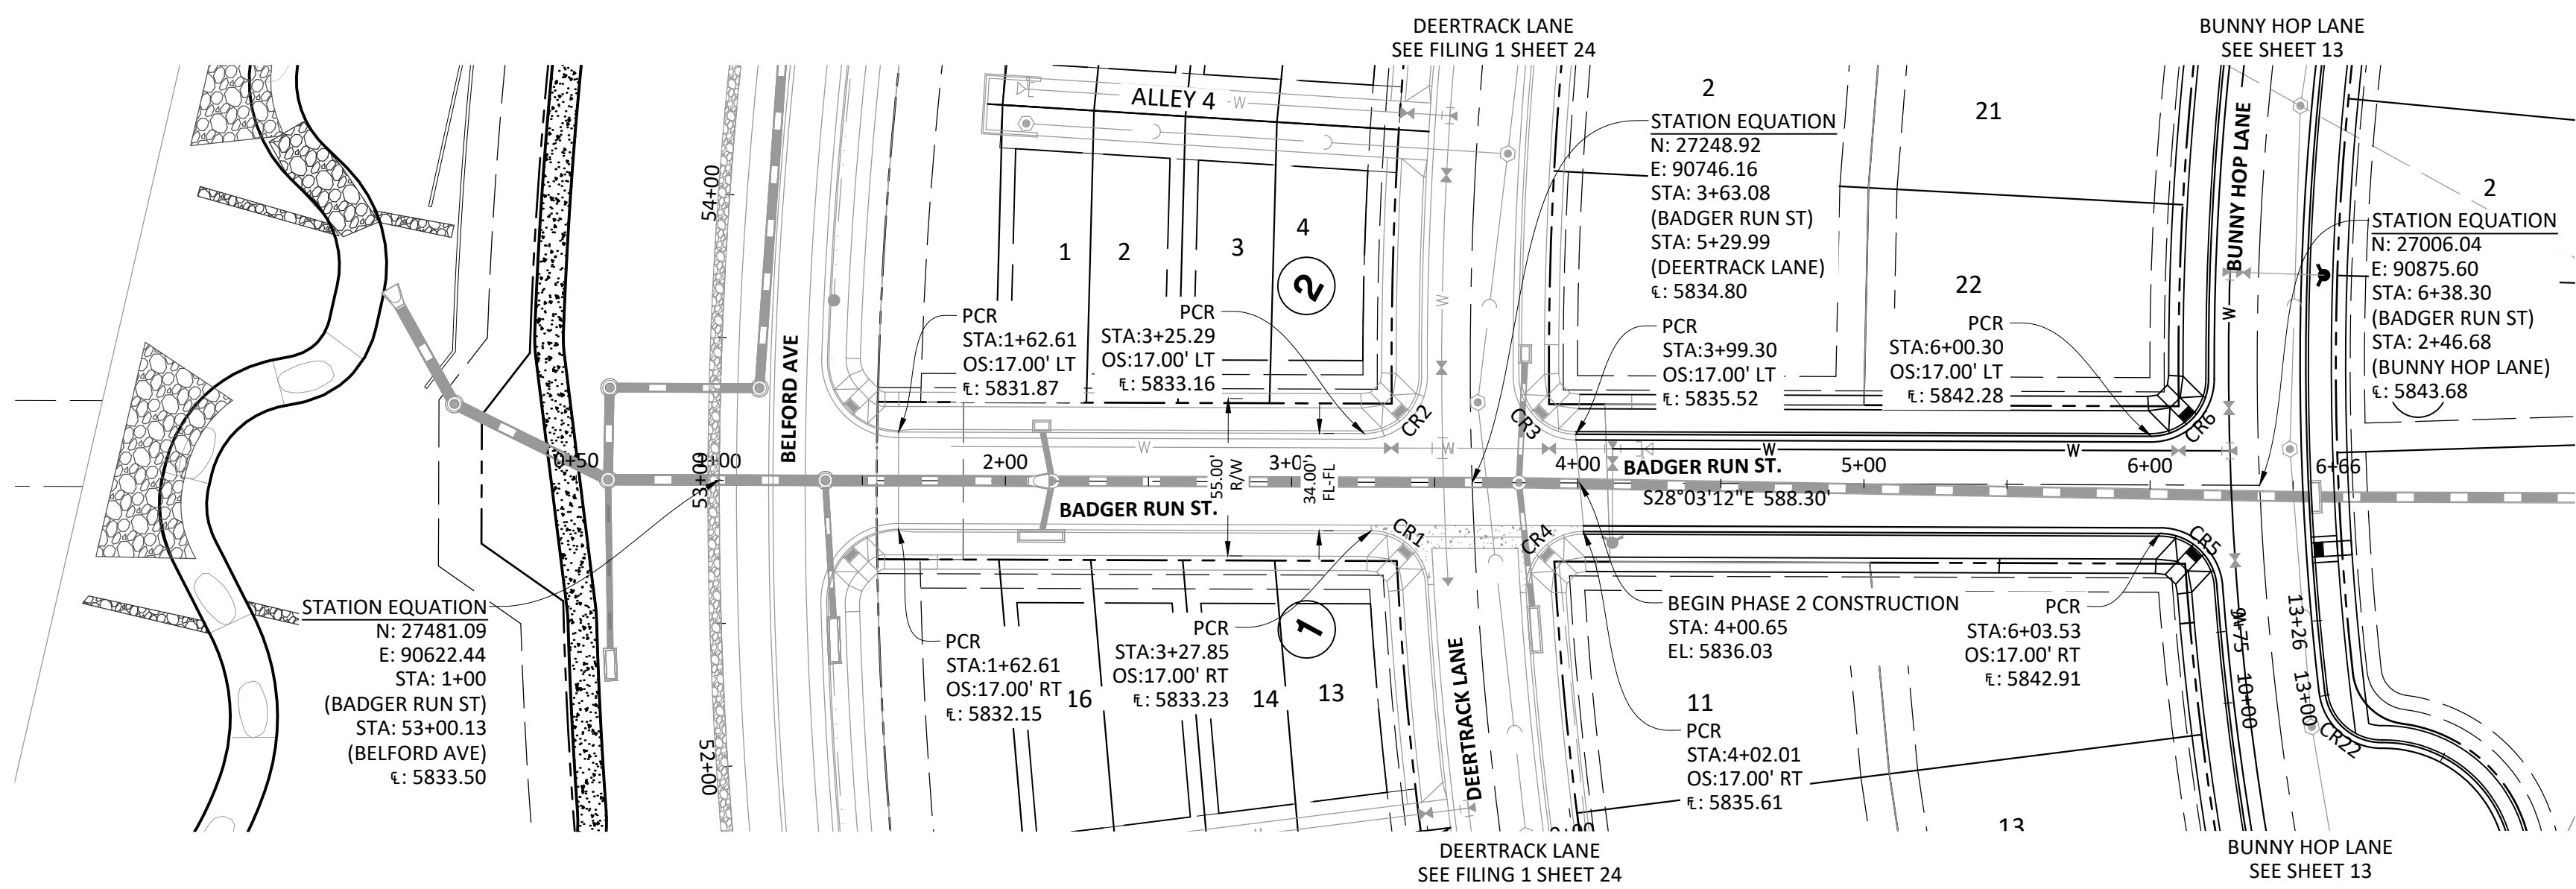 DEERTRACK LANE
SEE FILING 1 SHEET 24
BUNNY HOP LANE
SEE SHEET 13
ALLEY 4
W
2
21
STATION EQUATION
N: 27248.92
E: 90746.16
STA: 3+63.08
(BADGER RUN ST)
STA: 5+29.99
(DEERTRACK LANE)
℄: 5834.80
BUNNY HOP LANE
2
STATION EQUATION
N: 27006.04
E: 90875.60
STA: 6+38.30
(BADGER RUN ST)
STA: 2+46.68
(BUNNY HOP LANE)
℄: 5843.68
54+00
1
2
3
4
2
22
BELFORD AVE
PCR
STA:1+62.61
OS:17.00' LT
FL: 5831.87
PCR
STA:3+25.29
OS:17.00' LT
FL: 5833.16
PCR
STA:3+99.30
OS:17.00' LT
FL: 5835.52
PCR
STA:6+00.30
OS:17.00' LT
FL: 5842.28
W
W
CR2
CR3
CR6
W
W
W
W
0+50
53+00
2+00
4+00
BADGER RUN ST.
5+00
6+00
6+66
55.00'
R/W
34.00'
FL-FL
S28°03'12"E 588.30'
BADGER RUN ST.
CR1
CR4
CR5
STATION EQUATION
N: 27481.09
E: 90622.44
STA: 1+00
(BADGER RUN ST)
STA: 53+00.13
(BELFORD AVE)
℄: 5833.50
PCR
STA:1+62.61
OS:17.00' RT
FL: 5832.15
16
PCR
STA:3+27.85
OS:17.00' RT
FL: 5833.23
1
14
13
DEERTRACK LANE
BEGIN PHASE 2 CONSTRUCTION
STA: 4+00.65
EL: 5836.03
PCR
STA:6+03.53
OS:17.00' RT
FL: 5842.91
11
PCR
STA:4+02.01
OS:17.00' RT
FL: 5835.61
10+00
13+26
13+00
CR22
52+00
13
W
DEERTRACK LANE
SEE FILING 1 SHEET 24
BUNNY HOP LANE
SEE SHEET 13